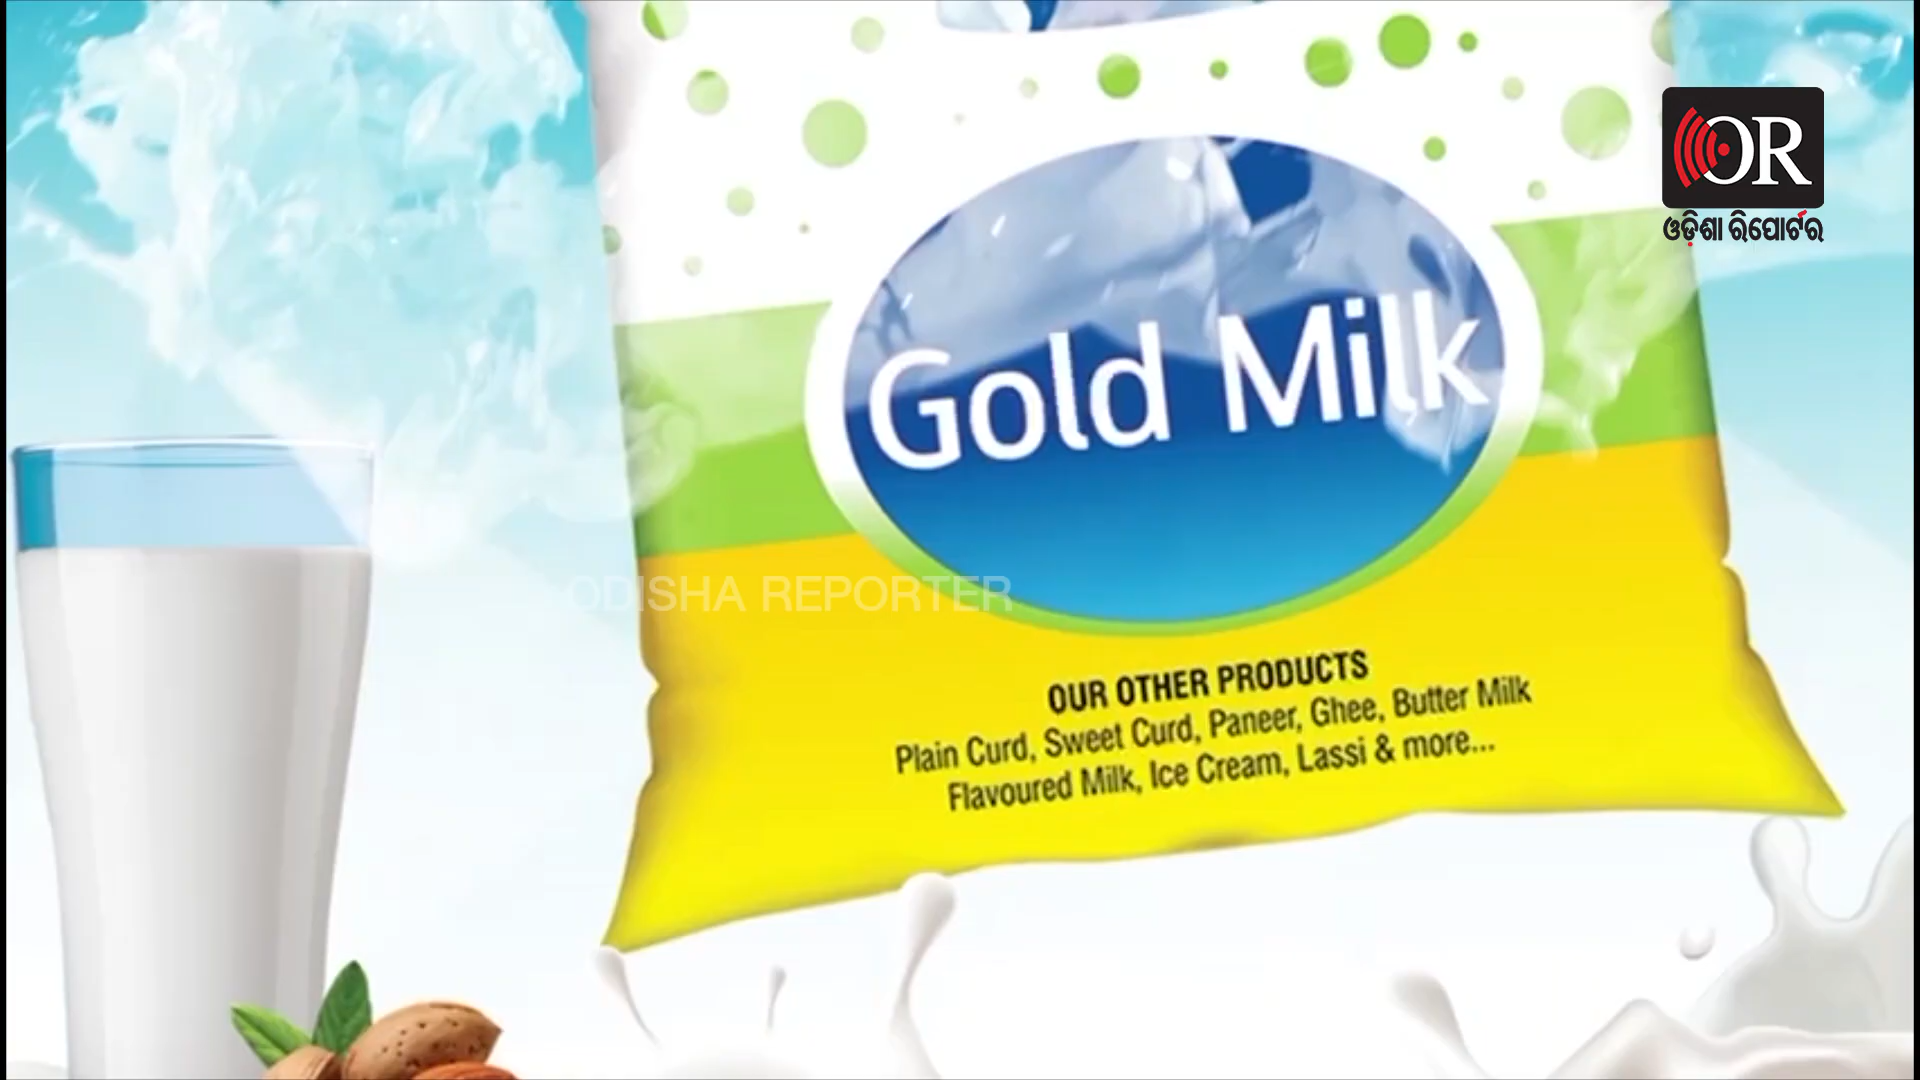 OR
ଓଡ଼ିଶା ରିପୋର୍ଟର
Gold Milk
ODISHA REPORTER
OUR OTHER PRODUCTS
Plain Curd, Sweet Curd, Paneer, Ghee, Butter Milk
Flavoured Milk, Ice Cream, Lassi & more...